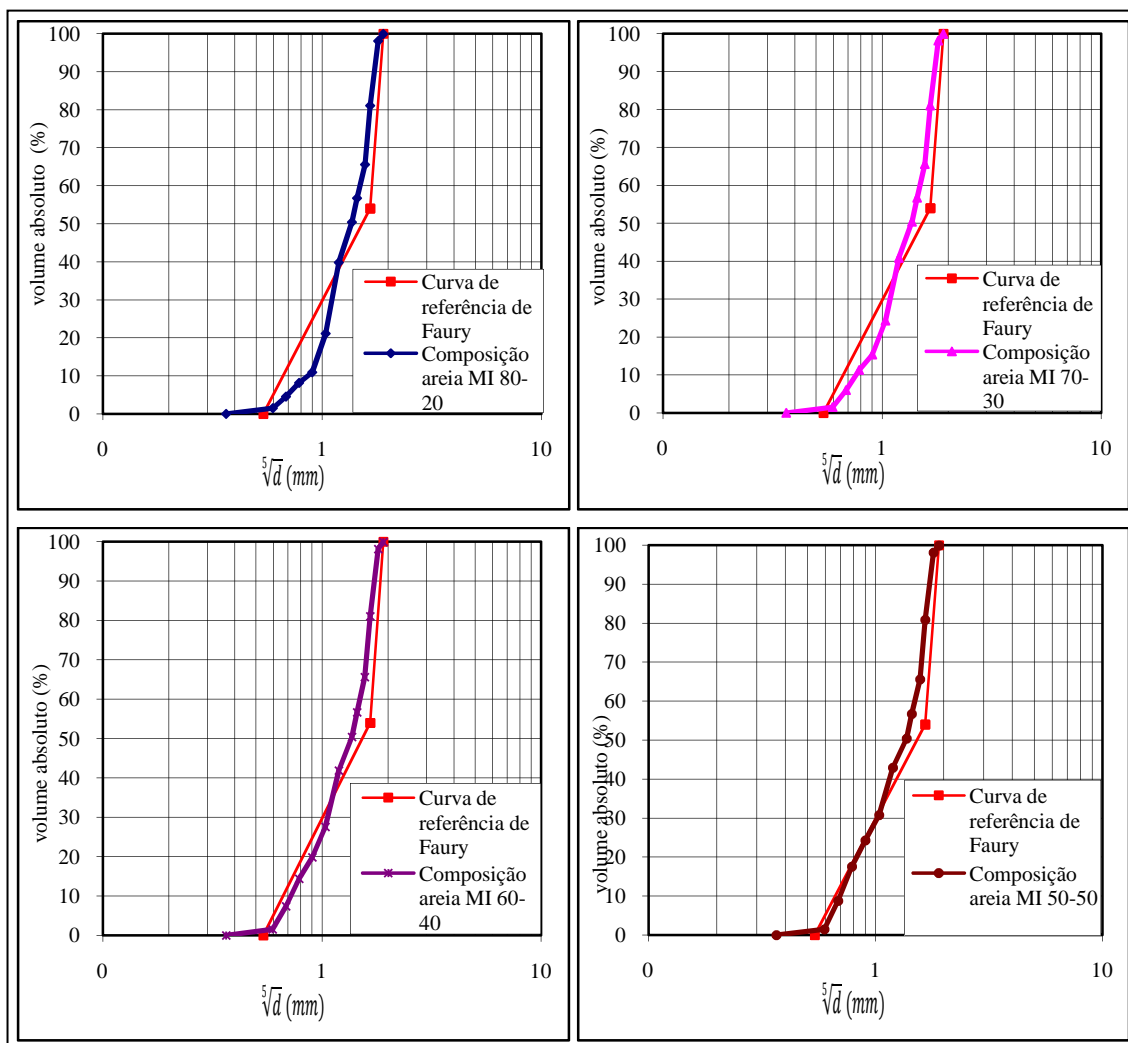 volume absoluto (%)
100
90
80
70
60
50
40
30
20
10
0
0
1
10
⁵√d (mm)
Curva de
referência de
Faury
Composição
areia MI 80-
20
volume absoluto (%)
100
90
80
70
60
50
40
30
20
10
0
0
1
10
⁵√d (mm)
Curva de
referência de
Faury
Composição
areia MI 70-
30
volume absoluto (%)
100
90
80
70
60
50
40
30
20
10
0
0
1
10
⁵√d (mm)
Curva de
referência de
Faury
Composição
areia MI 60-
40
volume absoluto (%)
100
90
80
70
60
50
40
30
20
10
0
0
1
10
⁵√d (mm)
Curva de
referência de
Faury
Composição
areia MI 50-50